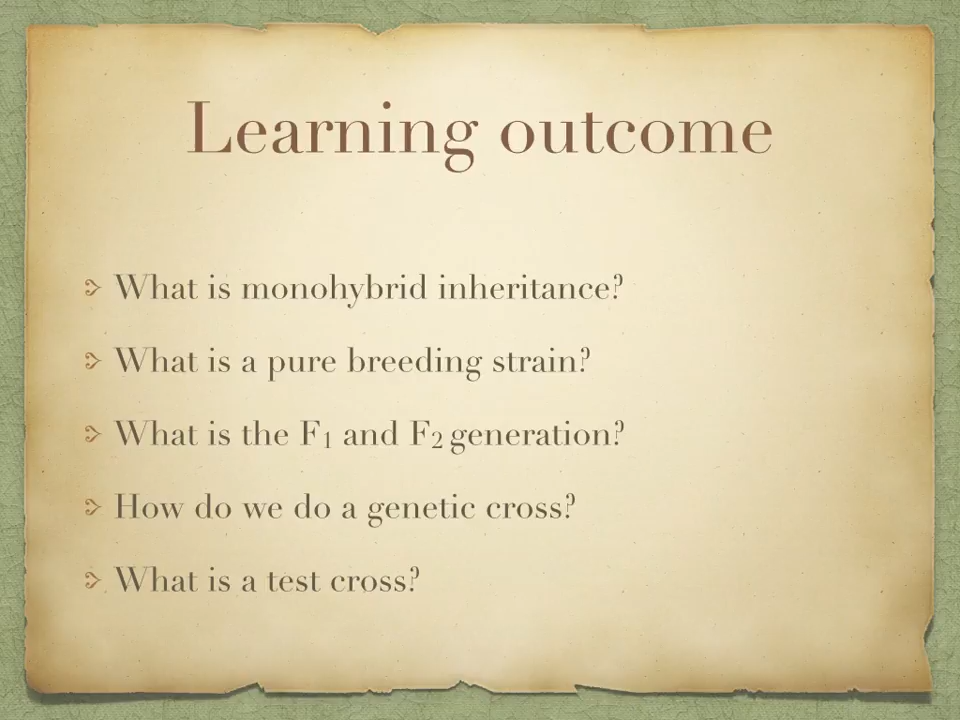 Learning outcome
What is monohybrid inheritance?
What is a pure breeding strain?
What is the F₁ and F₂ generation?
How do we do a genetic cross?
What is a test cross?